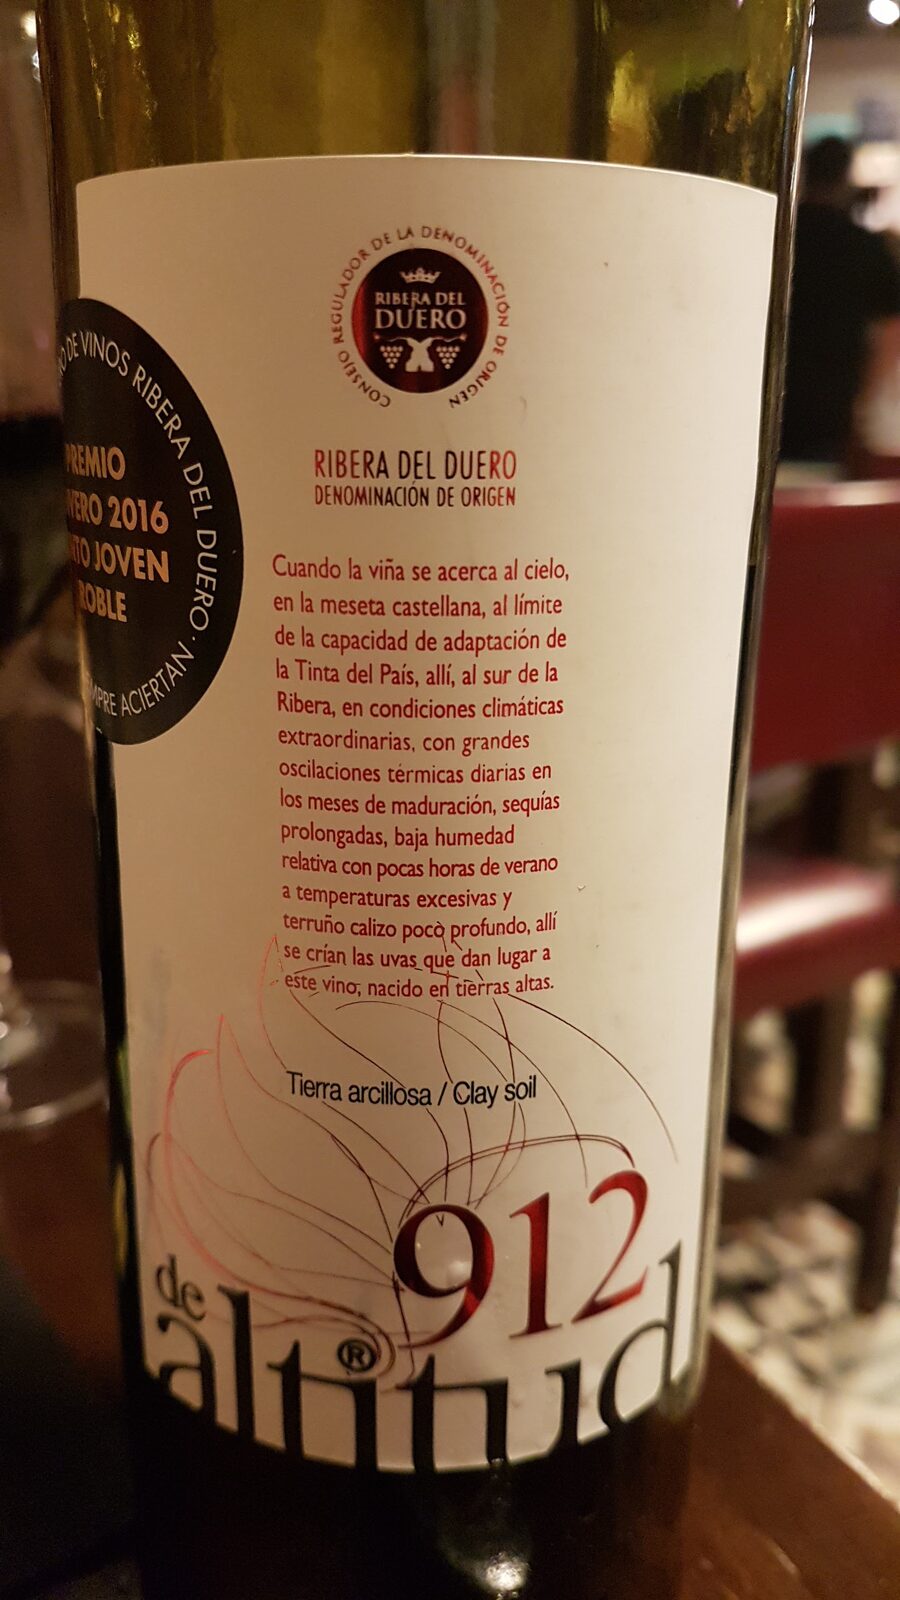 CONSEJO REGULADOR DE LA DENOMINACIÓN DE ORIGEN
RIBERA DEL
DUERO
RIBERA DEL DUERO
DENOMINACIÓN DE ORIGEN
DE VINOS RIBERA DEL DUERO ·
PREMIO
2016
JOVEN
ROBLE
ACIERTAN
Cuando la viña se acerca al cielo,
en la meseta castellana, al límite
de la capacidad de adaptación de
la Tinta del País, allí, al sur de la
Ribera, en condiciones climáticas
extraordinarias, con grandes
oscilaciones térmicas diarias en
los meses de maduración, sequías
prolongadas, baja humedad
relativa con pocas horas de verano
a temperaturas excesivas y
terruño calizo poco profundo, allí
se crían las uvas que dan lugar a
este vino, nacido en tierras altas.
Tierra arcillosa / Clay soil
912
de
altitud
®